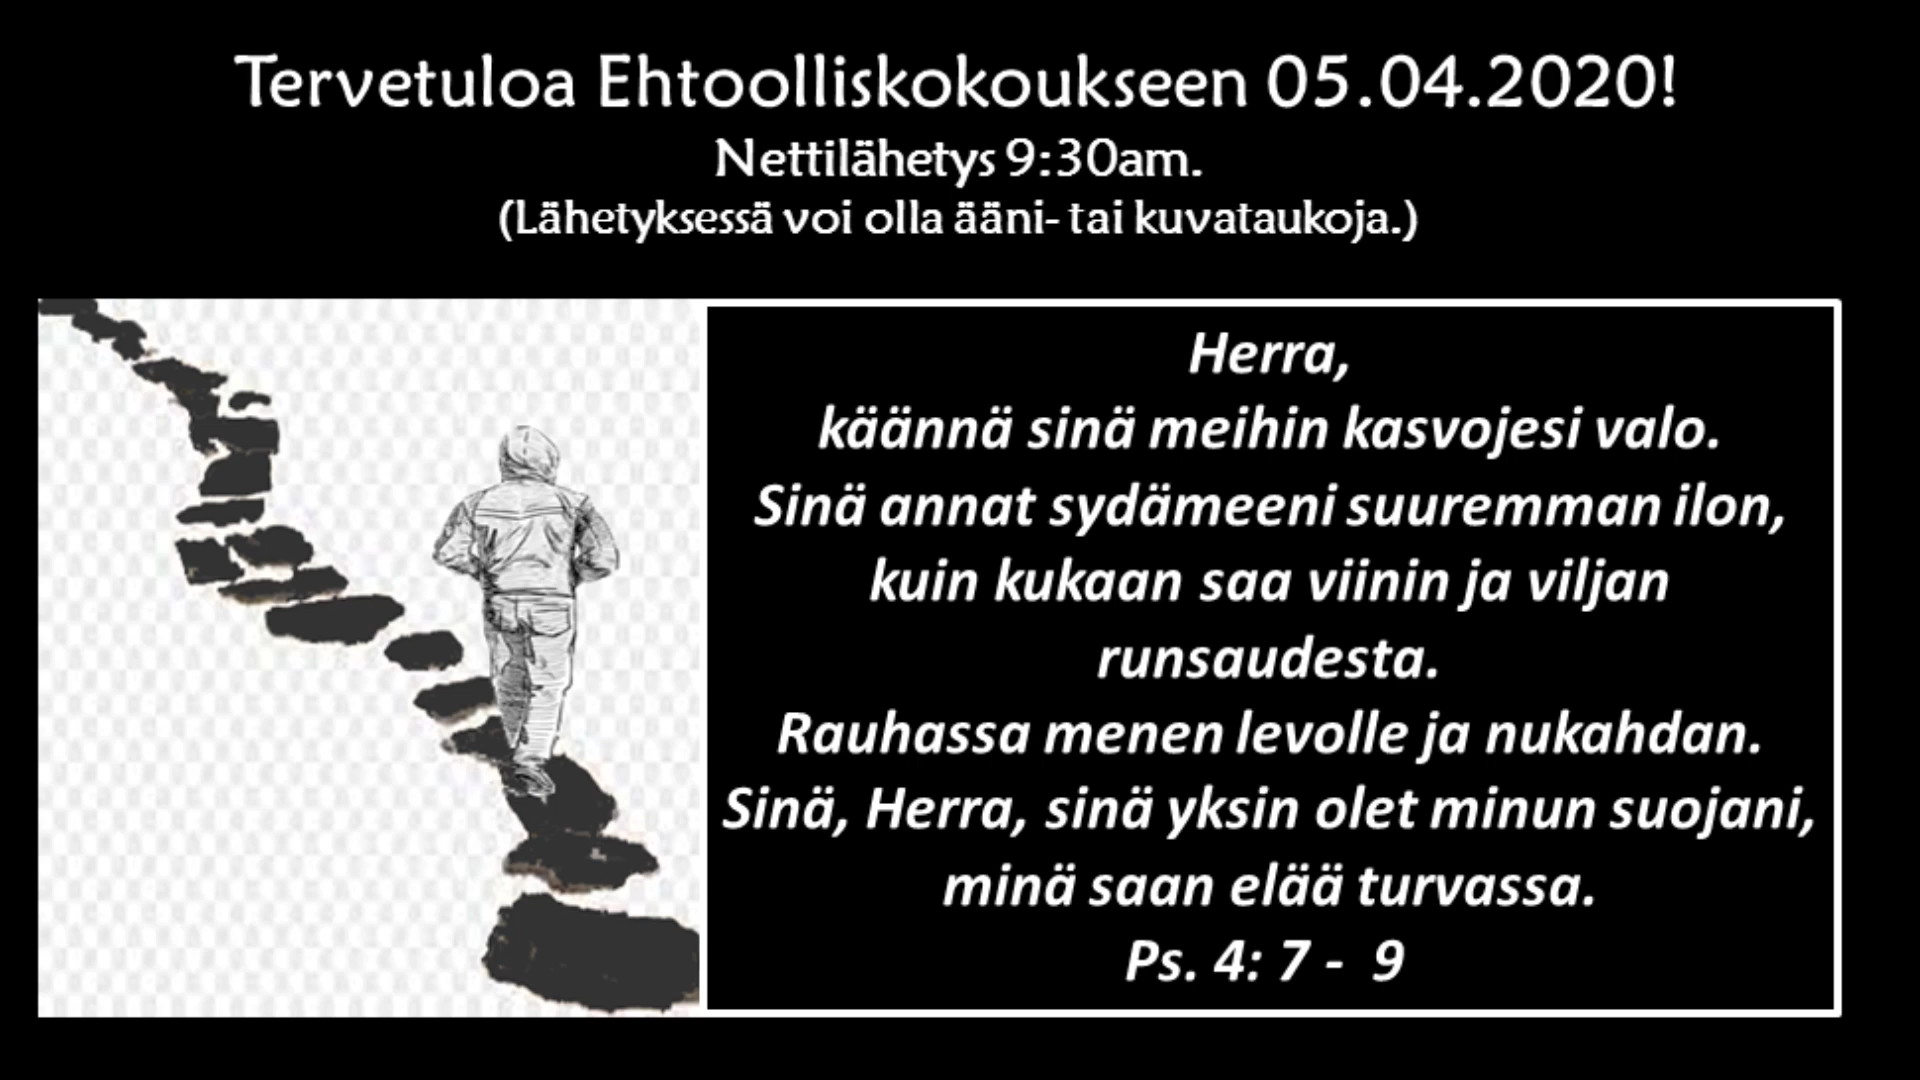 Tervetuloa Ehtoolliskokoukseen 05.04.2020!
Nettilähetys 9:30am.
(Lähetyksessä voi olla ääni- tai kuvataukoja.)
Herra,
käännä sinä meihin kasvojesi valo.
Sinä annat sydämeeni suuremman ilon,
kuin kukaan saa viinin ja viljan
runsaudesta.
Rauhassa menen levolle ja nukahdan.
Sinä, Herra, sinä yksin olet minun suojani,
minä saan elää turvassa.
Ps. 4: 7 -  9